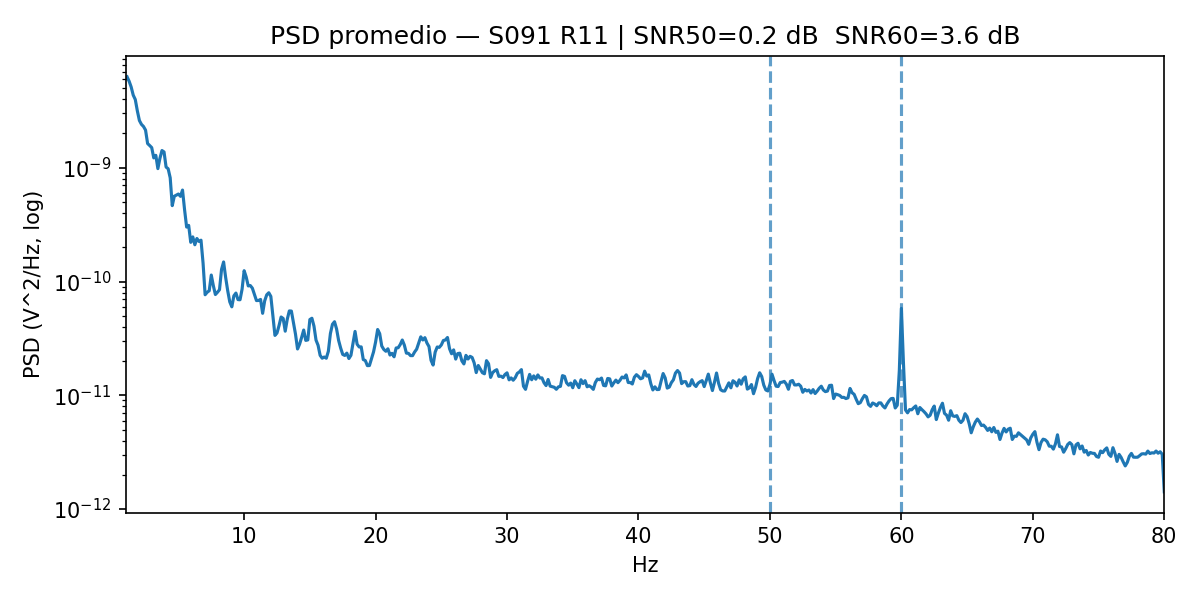 PSD promedio — S091 R11 | SNR50=0.2 dB  SNR60=3.6 dB
PSD (V^2/Hz, log)
10⁻⁹
10⁻¹⁰
10⁻¹¹
10⁻¹²
10 20 30 40 50 60 70 80
Hz